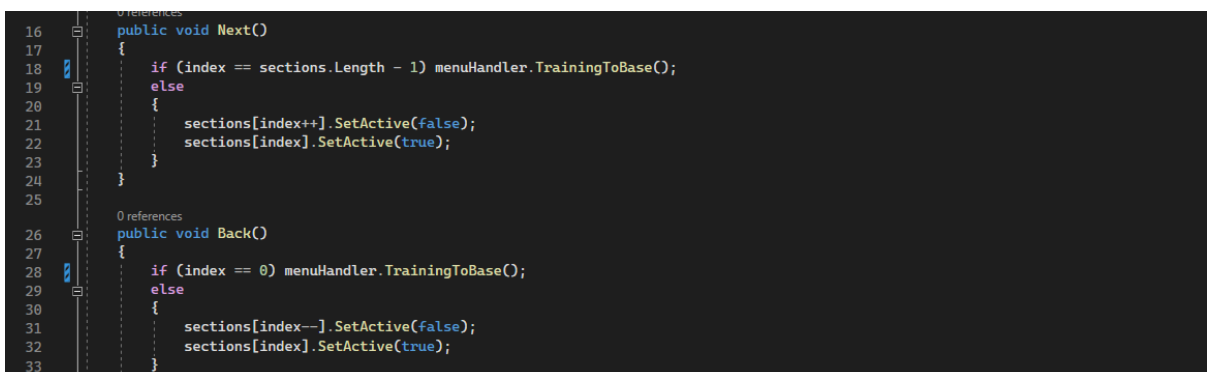 0 references
16 public void Next()
17 {
18 if (index == sections.Length - 1) menuHandler.TrainingToBase();
19 else
20 {
21 sections[index++].SetActive(false);
22 sections[index].SetActive(true);
23 }
24 }
25
0 references
26 public void Back()
27 {
28 if (index == 0) menuHandler.TrainingToBase();
29 else
30 {
31 sections[index--].SetActive(false);
32 sections[index].SetActive(true);
33 }